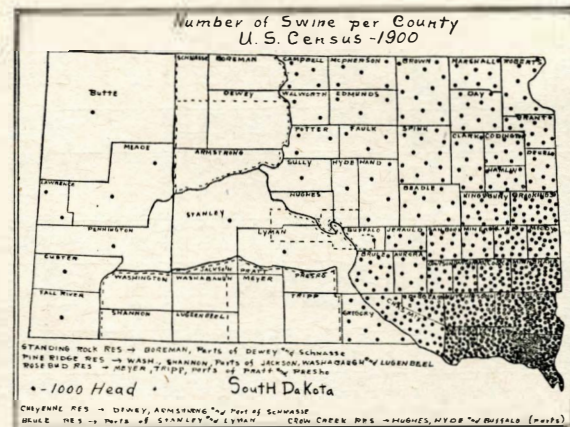 Number of Swine per County
U.S. Census -1900
SCHNASSE
BOREMAN
CAMPBELL
McPHERSON
BROWN
MARSHALL
ROBERTS
BUTTE
DEWEY
WALWORTH
EDMUNDS
DAY
GRANT
MEADE
ARMSTRONG
POTTER
FAULK
SPINK
CLARK
CODINGTON
DEUEL
HAMLIN
LAWRENCE
SULLY
HYDE
HAND
BEADLE
KINGSBURY
BROOKINGS
STANLEY
HUGHES
PENNINGTON
LYMAN
BUFFALO
JERAULD
SANBORN
MINER
LAKE
MOODY
CUSTER
JACKSON
PRATT
PRESHO
BRULE
AURORA
WASHINGTON
WASHABAUGH
MEYER
FALL RIVER
SHANNON
LUGENBEEL
TRIPP
GREGORY
STANDING ROCK RES → BOREMAN, Parts of DEWEY and SCHNASSE
PINE RIDGE RES → WASH., SHANNON, Parts of JACKSON, WASHABAUGH and LUGENBEEL
ROSEBUD RES → MEYER, TRIPP, parts of PRATT and PRESHO
• -1000 Head
South Dakota
CHEYENNE RES → DEWEY, ARMSTRONG and Part of SCHNASSE
BRULE RES → Parts of STANLEY and LYMAN
CROW CREEK RES → HUGHES, HYDE and BUFFALO (parts)